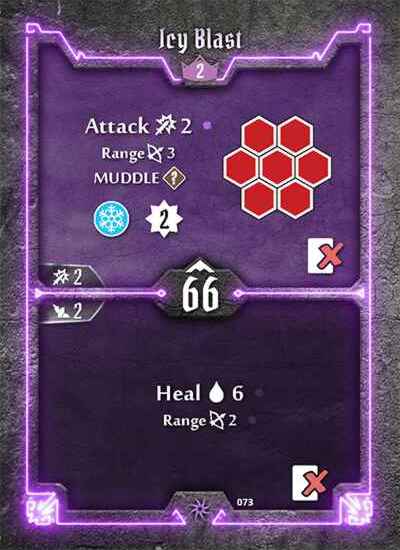 Icy Blast
2
Attack 2
Range 3
MUDDLE ?
2
2
66
2
Heal 6
Range 2
073